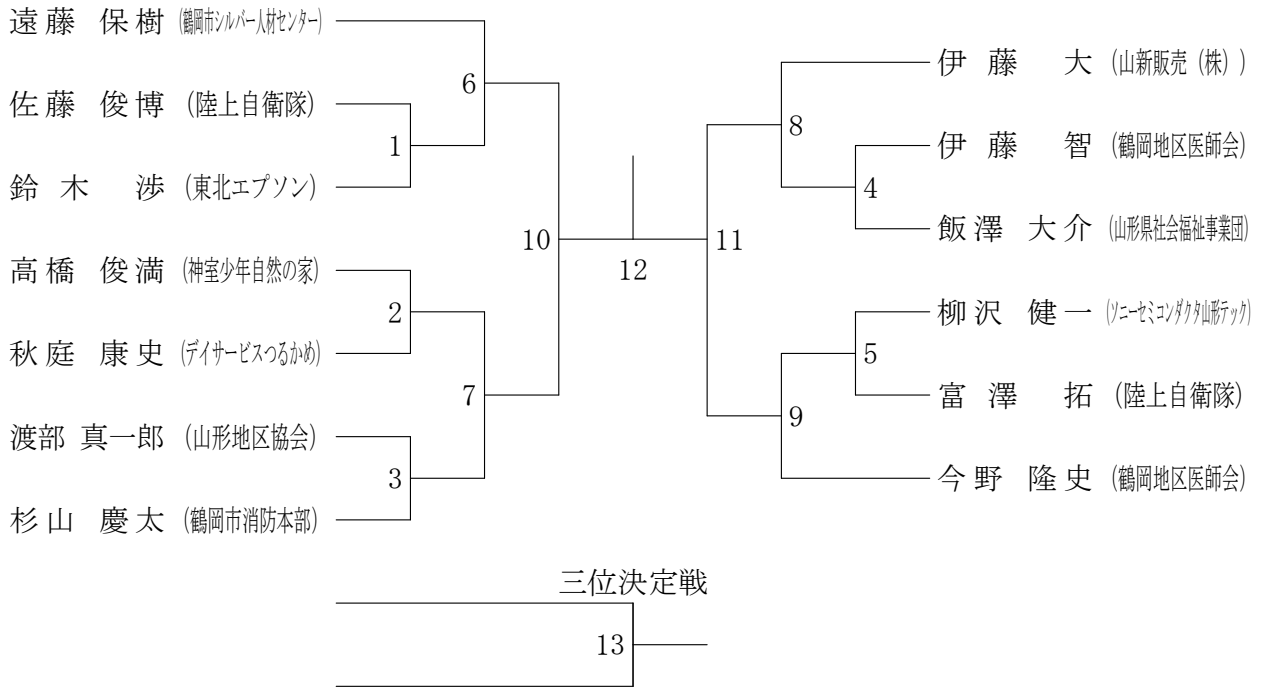 遠藤 保樹 (鶴岡市シルバー人材センター)
佐藤 俊博 (陸上自衛隊)
鈴木 渉 (東北エプソン)
高橋 俊満 (神室少年自然の家)
秋庭 康史 (デイサービスつるかめ)
渡部 真一郎 (山形地区協会)
杉山 慶太 (鶴岡市消防本部)
1
2
3
6
7
10
12
11
8
9
4
5
伊藤 大 (山新販売(株))
伊藤 智 (鶴岡地区医師会)
飯澤 大介 (山形県社会福祉事業団)
柳沢 健一 (ソニーセミコンダクタ山形テック)
富澤 拓 (陸上自衛隊)
今野 隆史 (鶴岡地区医師会)
三位決定戦
13